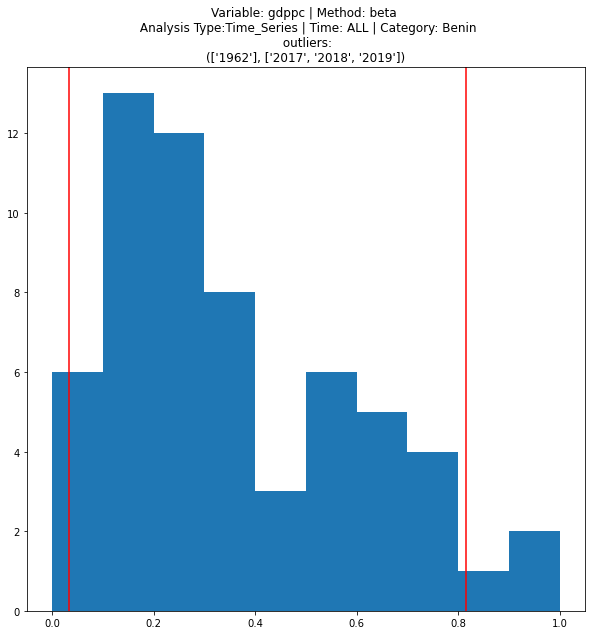 Variable: gdppc | Method: beta
Analysis Type:Time_Series | Time: ALL | Category: Benin
outliers:
(['1962'], ['2017', '2018', '2019'])
12
10
8
6
4
2
0
0.0 0.2 0.4 0.6 0.8 1.0